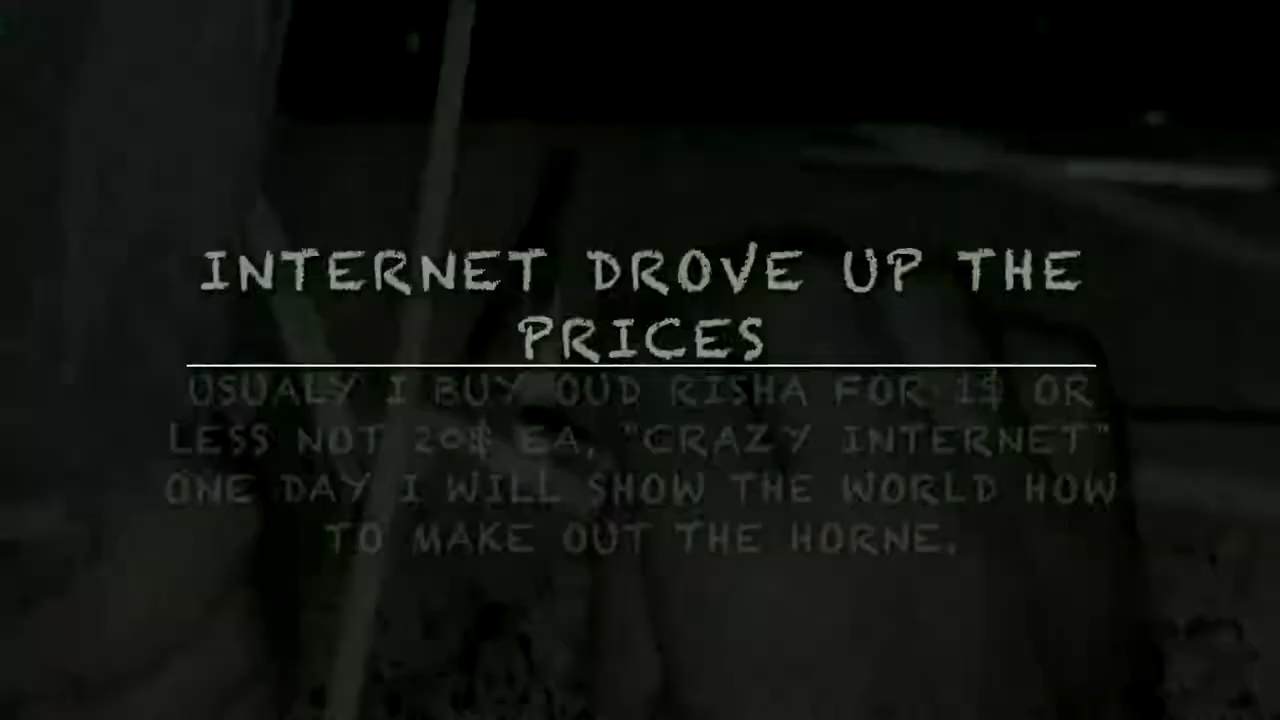 INTERNET DROVE UP THE
PRICES
USUALY I BUY OUD RISHA FOR 1$ OR
LESS NOT 20$ EA, "CRAZY INTERNET"
ONE DAY I WILL SHOW THE WORLD HOW
TO MAKE OUT THE HORNE.